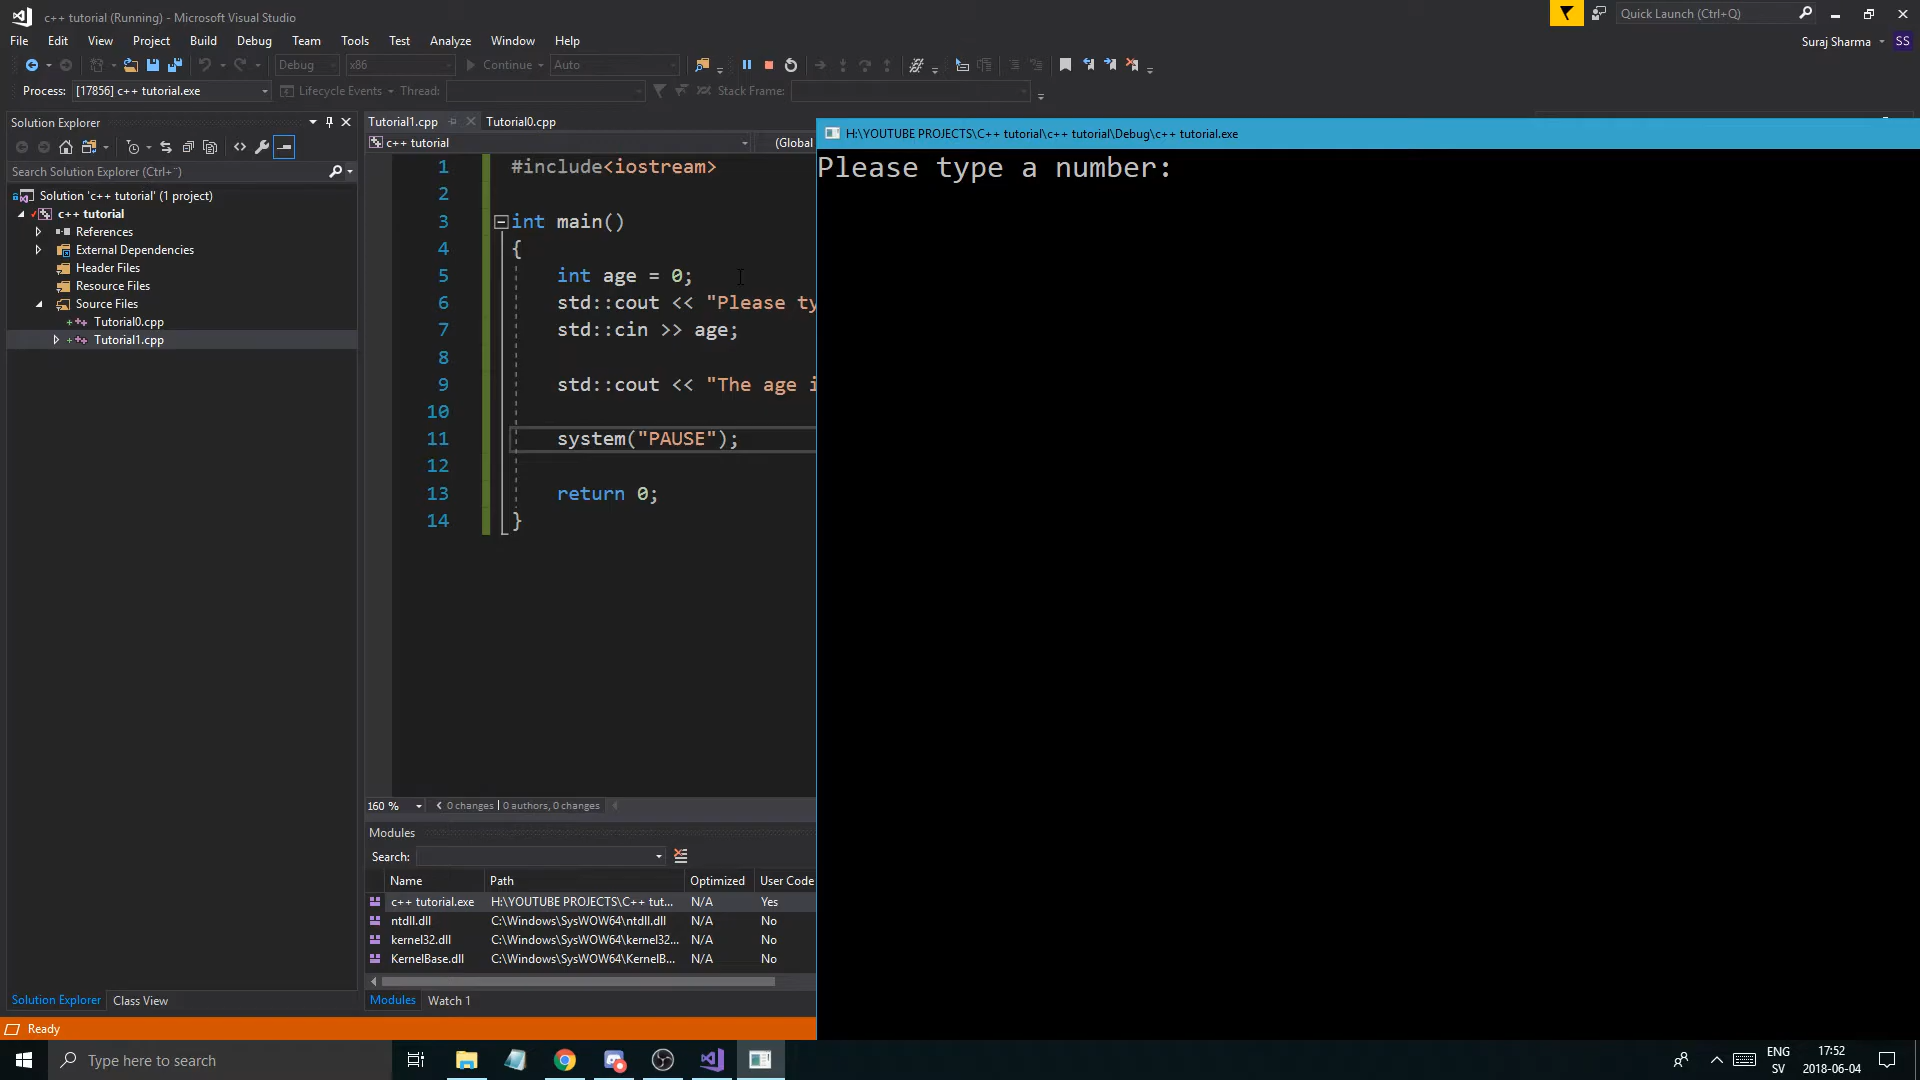 c++ tutorial (Running) - Microsoft Visual Studio
Quick Launch (Ctrl+Q)
File Edit View Project Build Debug Team Tools Test Analyze Window Help
Suraj Sharma SS
Debug x86 Continue Auto
Process: [17856] c++ tutorial.exe Lifecycle Events Thread: Stack Frame:
Solution Explorer
Search Solution Explorer (Ctrl+¨)
Solution 'c++ tutorial' (1 project)
c++ tutorial
References
External Dependencies
Header Files
Resource Files
Source Files
Tutorial0.cpp
Tutorial1.cpp
Solution Explorer Class View
Tutorial1.cpp Tutorial0.cpp
c++ tutorial (Global
1 #include<iostream>
2
3 int main()
4 {
5 int age = 0;
6 std::cout << "Please ty
7 std::cin >> age;
8
9 std::cout << "The age i
10
11 system("PAUSE");
12
13 return 0;
14 }
160 % 0 changes | 0 authors, 0 changes
Modules
Search:
Name Path Optimized User Code
c++ tutorial.exe H:\YOUTUBE PROJECTS\C++ tut... N/A Yes
ntdll.dll C:\Windows\SysWOW64\ntdll.dll N/A No
kernel32.dll C:\Windows\SysWOW64\kernel32... N/A No
KernelBase.dll C:\Windows\SysWOW64\KernelB... N/A No
Modules Watch 1
H:\YOUTUBE PROJECTS\C++ tutorial\c++ tutorial\Debug\c++ tutorial.exe
Please type a number:
Ready
Type here to search
ENG
SV
17:52
2018-06-04